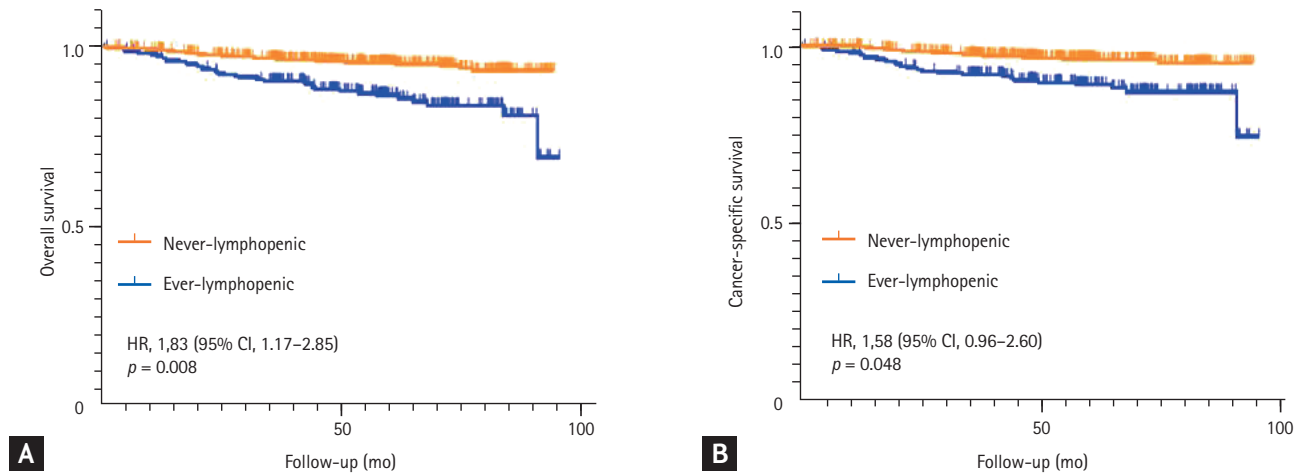 1.0
0.5
0
Overall survival
Never-lymphopenic
Ever-lymphopenic
HR, 1,83 (95% CI, 1.17–2.85)
p = 0.008
50
100
Follow-up (mo)
A
1.0
0.5
0
Cancer-specific survival
Never-lymphopenic
Ever-lymphopenic
HR, 1,58 (95% CI, 0.96–2.60)
p = 0.048
50
100
Follow-up (mo)
B